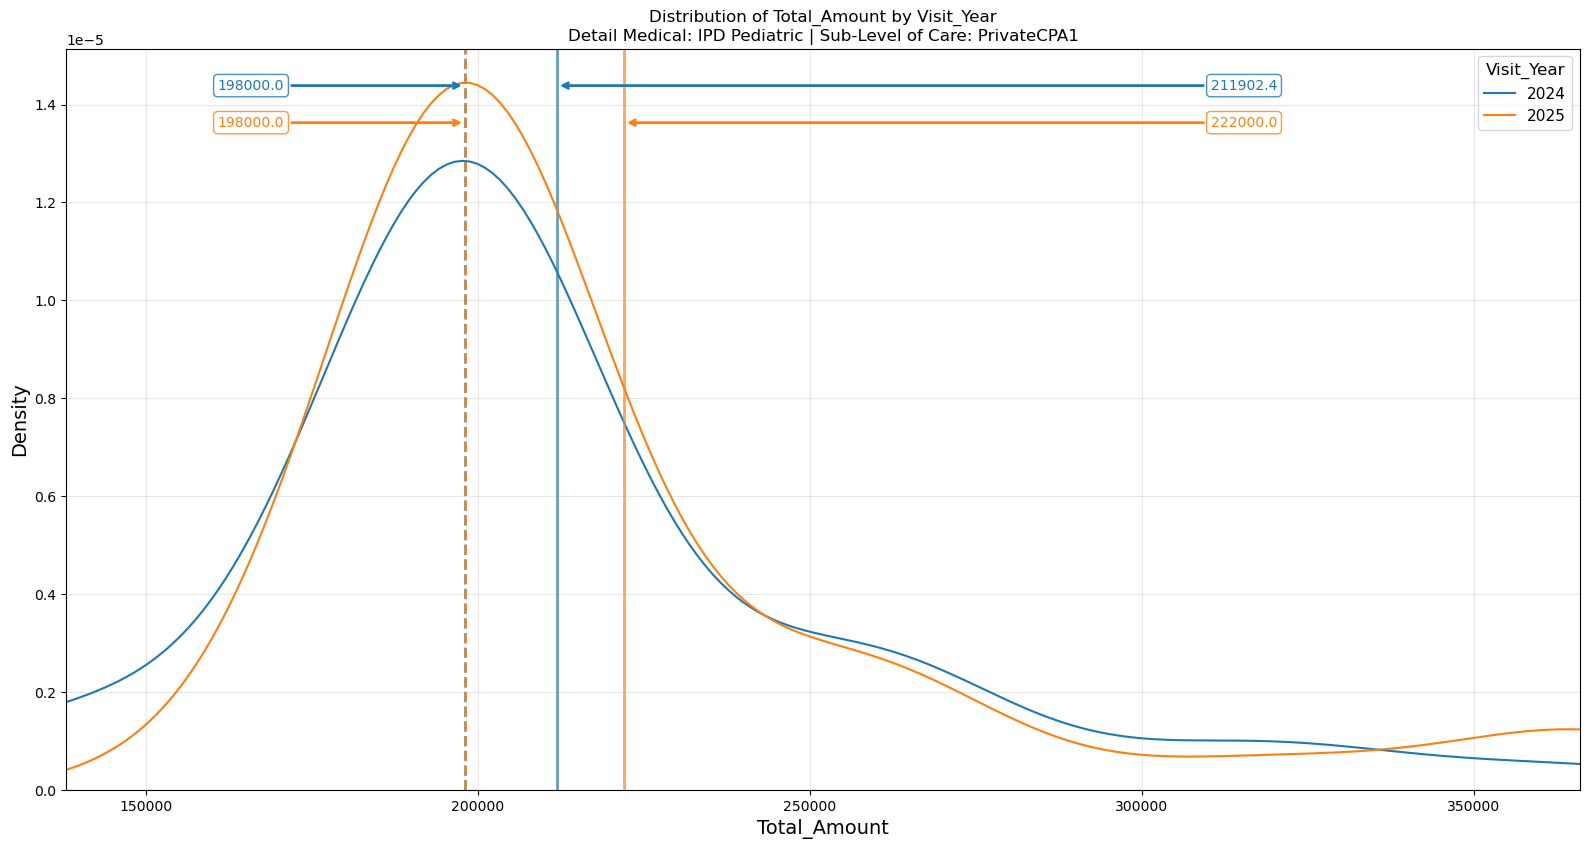 Distribution of Total_Amount by Visit_Year
Detail Medical: IPD Pediatric | Sub-Level of Care: PrivateCPA1
1e−5
198000.0
211902.4
198000.0
222000.0
Visit_Year
2024
2025
1.4
1.2
1.0
0.8
0.6
0.4
0.2
0.0
Density
150000 200000 250000 300000 350000
Total_Amount